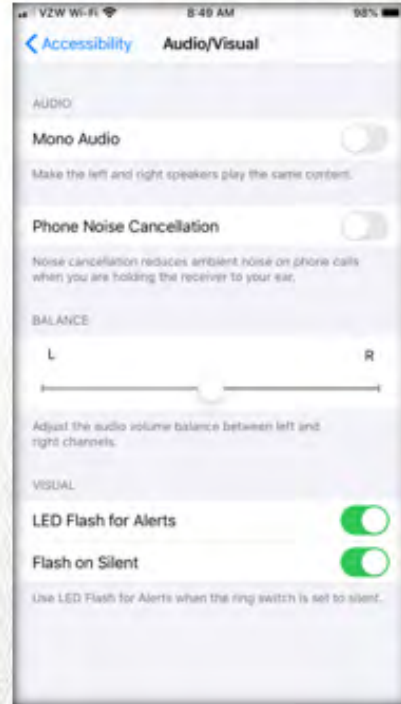 VZW Wi-Fi 8:49 AM 98%
Accessibility Audio/Visual
AUDIO
Mono Audio
Make the left and right speakers play the same content.
Phone Noise Cancellation
Noise cancellation reduces ambient noise on phone calls
when you are holding the receiver to your ear.
BALANCE
L R
Adjust the audio volume balance between left and
right channels.
VISUAL
LED Flash for Alerts
Flash on Silent
Use LED Flash for Alerts when the ring switch is set to silent.